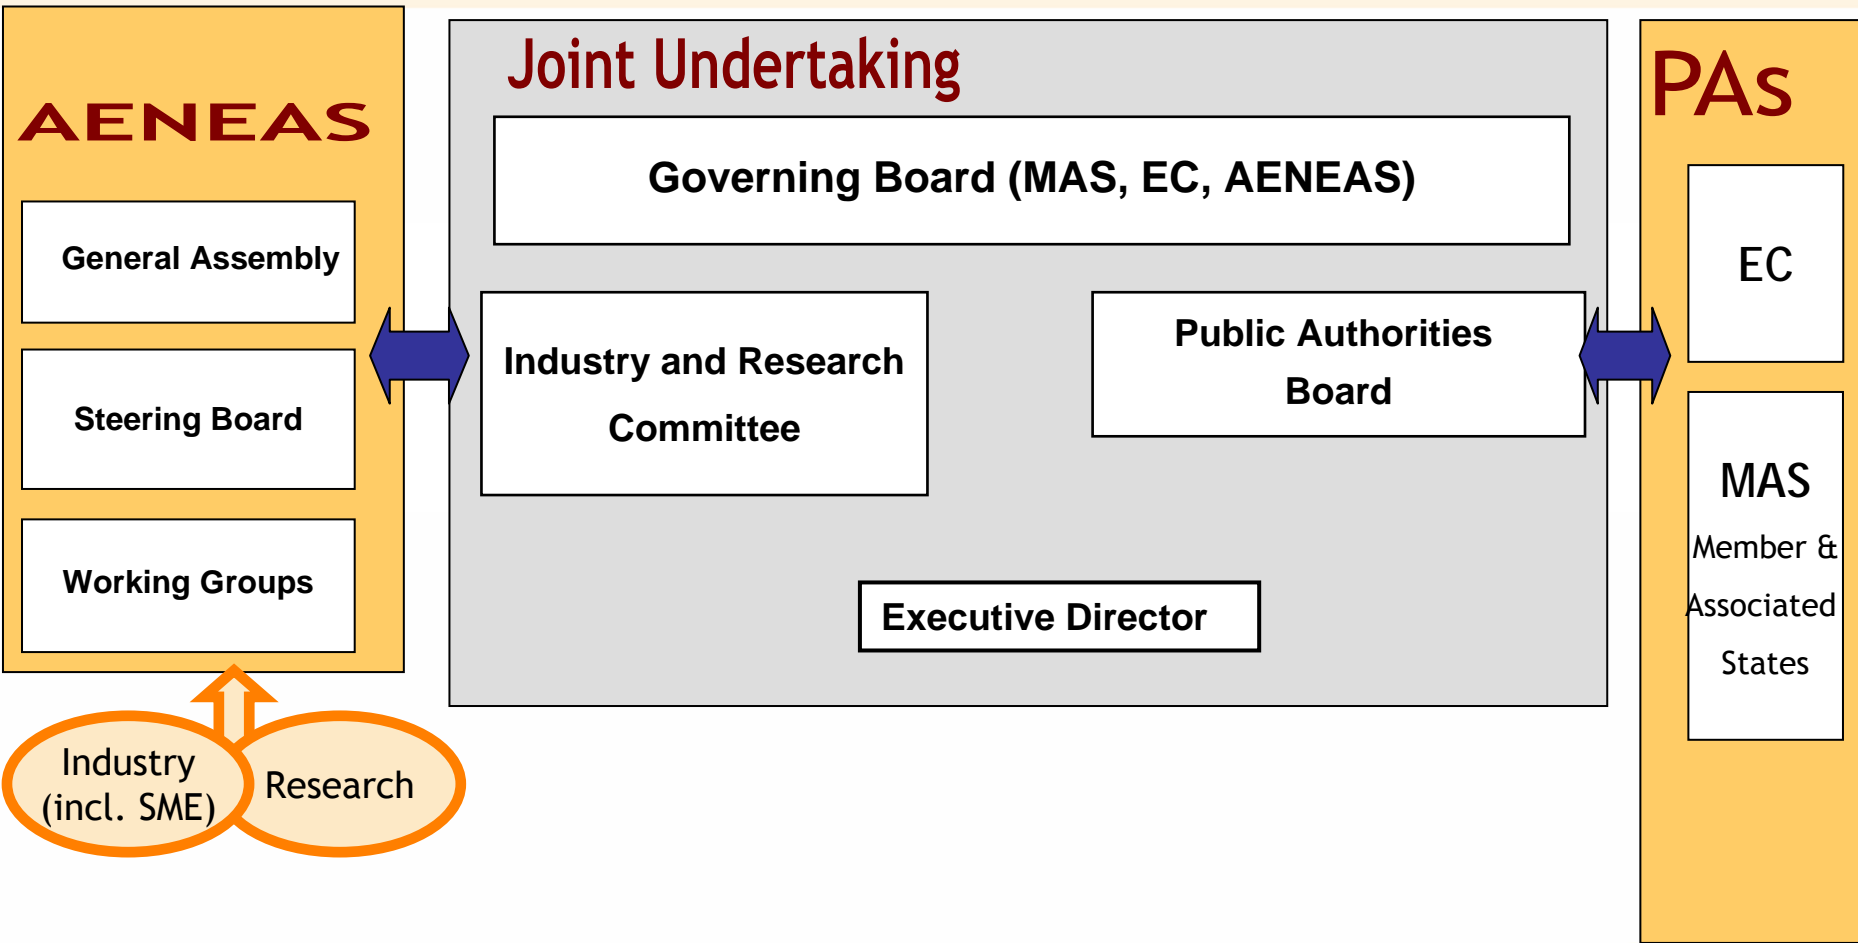 AENEAS
General Assembly
Steering Board
Working Groups
Industry
(incl. SME)
Research
Joint Undertaking
Governing Board (MAS, EC, AENEAS)
Industry and Research
Committee
Public Authorities
Board
Executive Director
PAs
EC
MAS
Member &
Associated
States